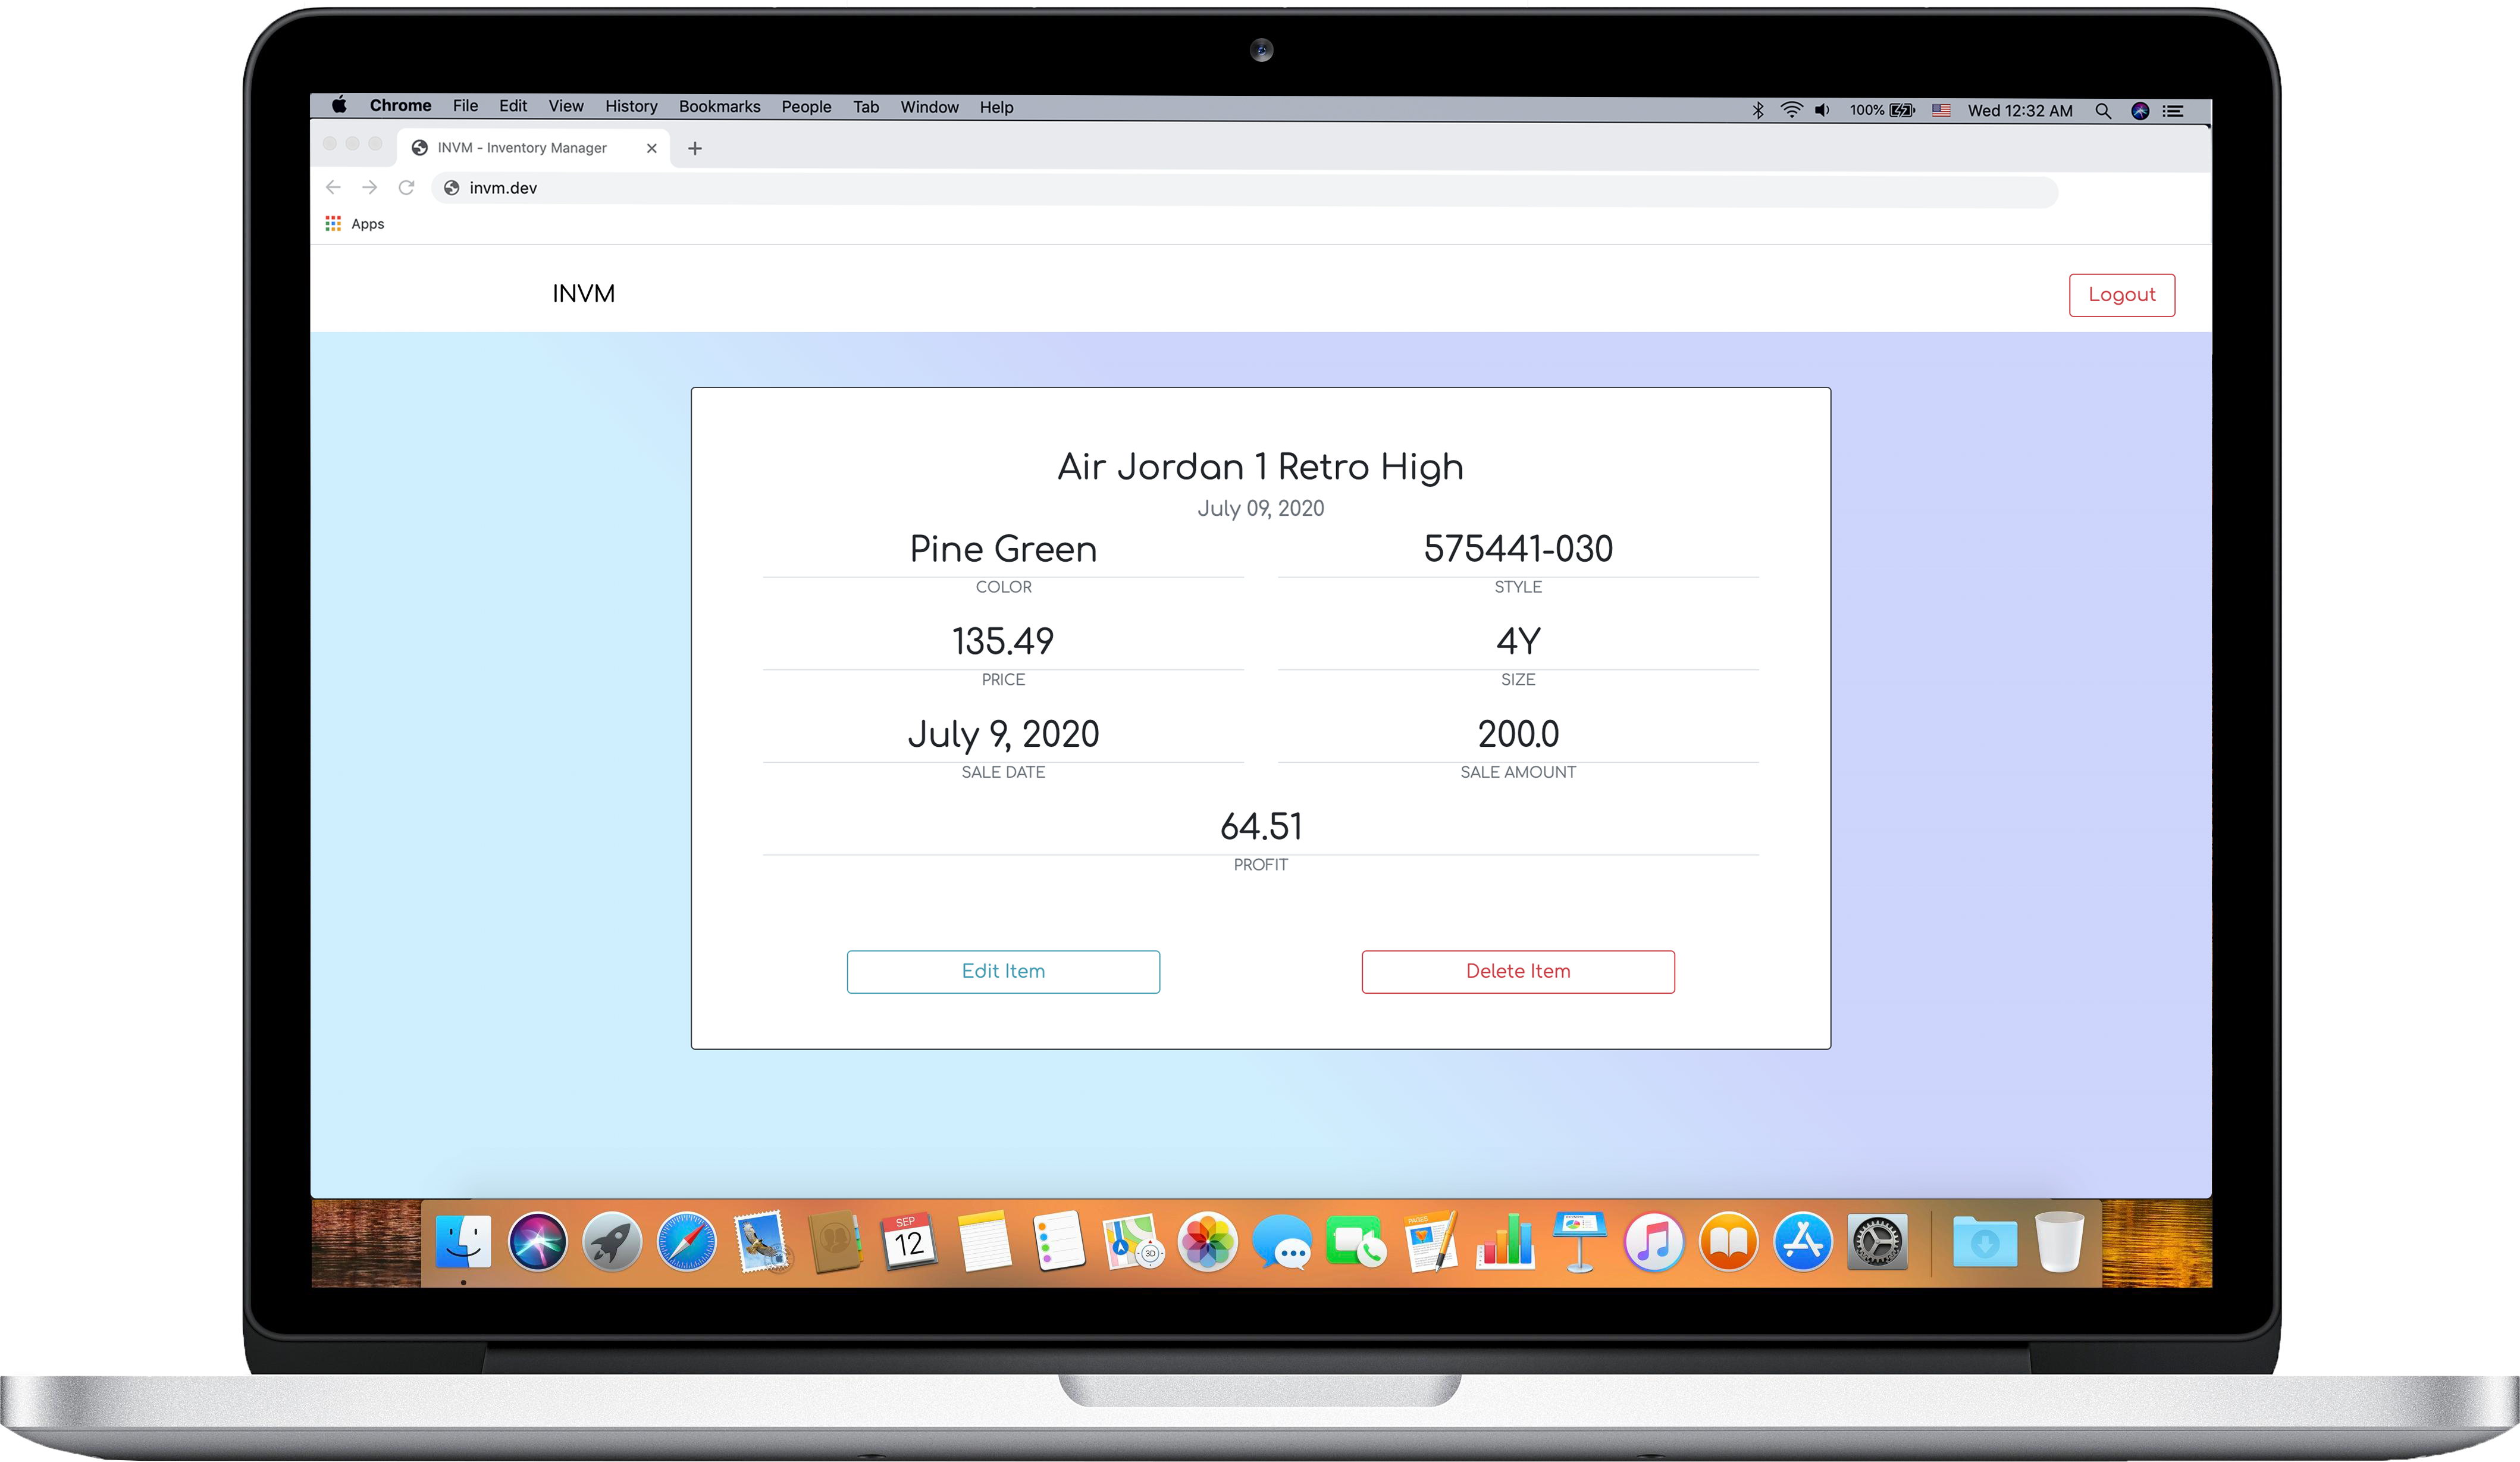 Chrome File Edit View History Bookmarks People Tab Window Help 100% Wed 12:32 AM
INVM - Inventory Manager
invm.dev
Apps
INVM Logout
Air Jordan 1 Retro High
July 09, 2020
Pine Green 575441-030
COLOR STYLE
135.49 4Y
PRICE SIZE
July 9, 2020 200.0
SALE DATE SALE AMOUNT
64.51
PROFIT
Edit Item Delete Item
SEP
12
3D
PAGES